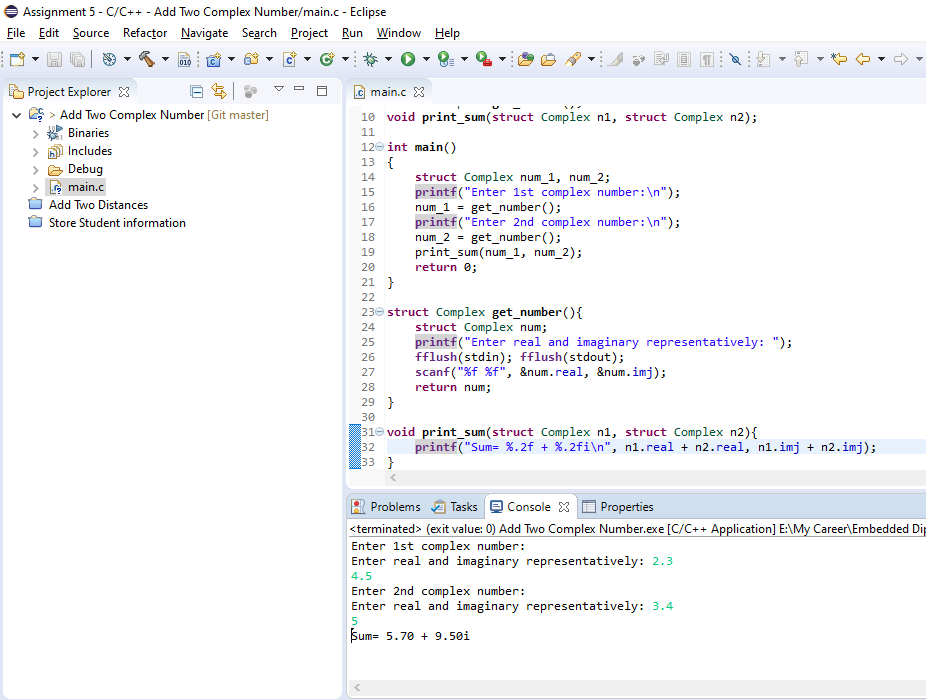 Assignment 5 - C/C++ - Add Two Complex Number/main.c - Eclipse
File Edit Source Refactor Navigate Search Project Run Window Help
Project Explorer
> Add Two Complex Number [Git master]
Binaries
Includes
Debug
main.c
Add Two Distances
Store Student information
main.c
10 void print_sum(struct Complex n1, struct Complex n2);
11
12 int main()
13 {
14 struct Complex num_1, num_2;
15 printf("Enter 1st complex number:\n");
16 num_1 = get_number();
17 printf("Enter 2nd complex number:\n");
18 num_2 = get_number();
19 print_sum(num_1, num_2);
20 return 0;
21 }
22
23 struct Complex get_number(){
24 struct Complex num;
25 printf("Enter real and imaginary representatively: ");
26 fflush(stdin); fflush(stdout);
27 scanf("%f %f", &num.real, &num.imj);
28 return num;
29 }
30
31 void print_sum(struct Complex n1, struct Complex n2){
32 printf("Sum= %.2f + %.2fi\n", n1.real + n2.real, n1.imj + n2.imj);
33 }
Problems Tasks Console Properties
<terminated> (exit value: 0) Add Two Complex Number.exe [C/C++ Application] E:\My Career\Embedded Dip
Enter 1st complex number:
Enter real and imaginary representatively: 2.3
4.5
Enter 2nd complex number:
Enter real and imaginary representatively: 3.4
5
Sum= 5.70 + 9.50i